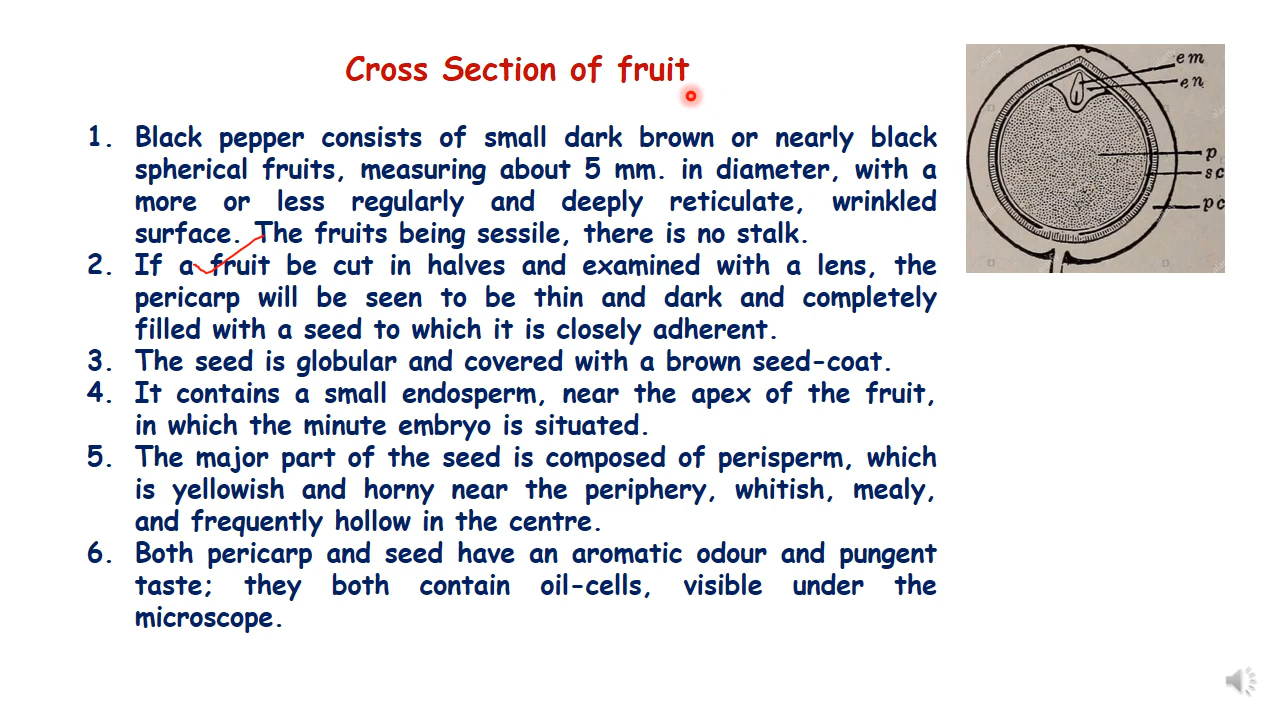 Cross Section of fruit
1. Black pepper consists of small dark brown or nearly black
spherical fruits, measuring about 5 mm. in diameter, with a
more or less regularly and deeply reticulate, wrinkled
surface. The fruits being sessile, there is no stalk.
2. If a fruit be cut in halves and examined with a lens, the
pericarp will be seen to be thin and dark and completely
filled with a seed to which it is closely adherent.
3. The seed is globular and covered with a brown seed-coat.
4. It contains a small endosperm, near the apex of the fruit,
in which the minute embryo is situated.
5. The major part of the seed is composed of perisperm, which
is yellowish and horny near the periphery, whitish, mealy,
and frequently hollow in the centre.
6. Both pericarp and seed have an aromatic odour and pungent
taste; they both contain oil-cells, visible under the
microscope.
em
en
p
sc
pc